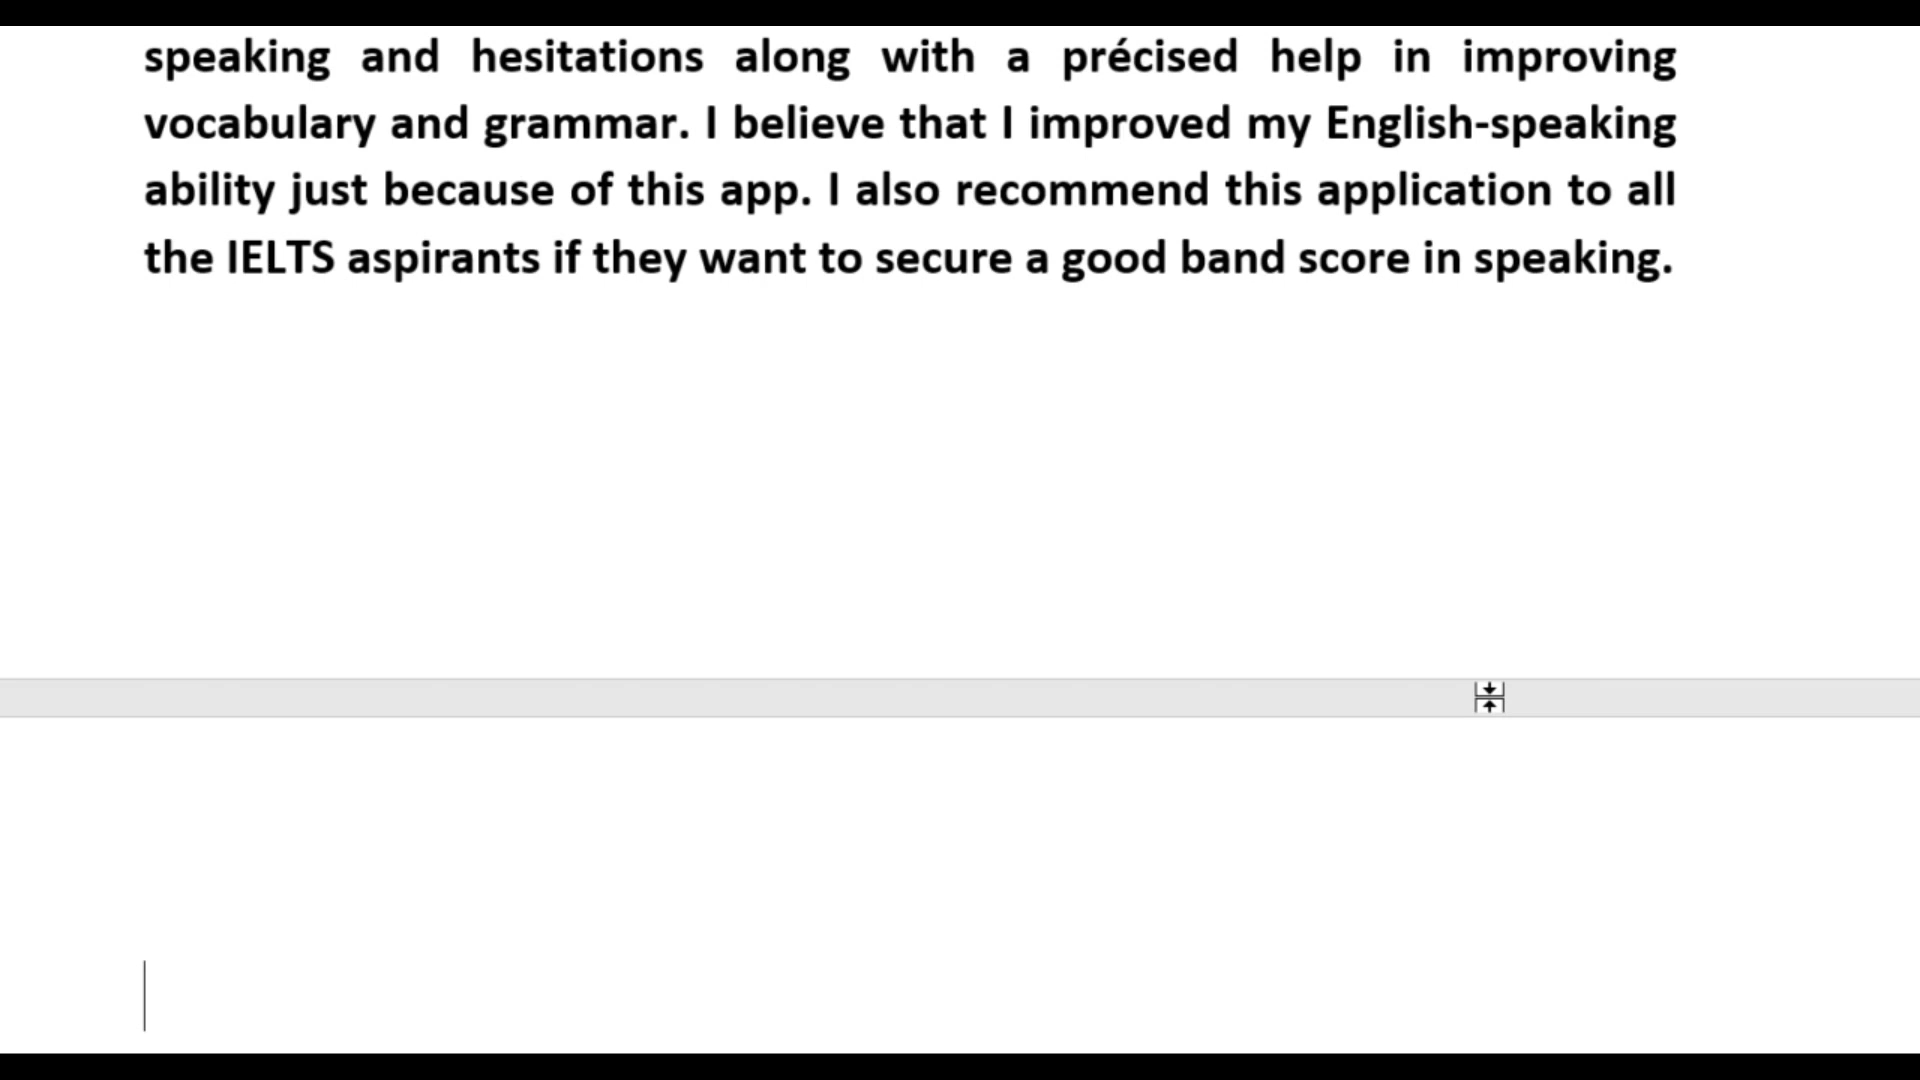 speaking and hesitations along with a précised help in improving
vocabulary and grammar. I believe that I improved my English-speaking
ability just because of this app. I also recommend this application to all
the IELTS aspirants if they want to secure a good band score in speaking.